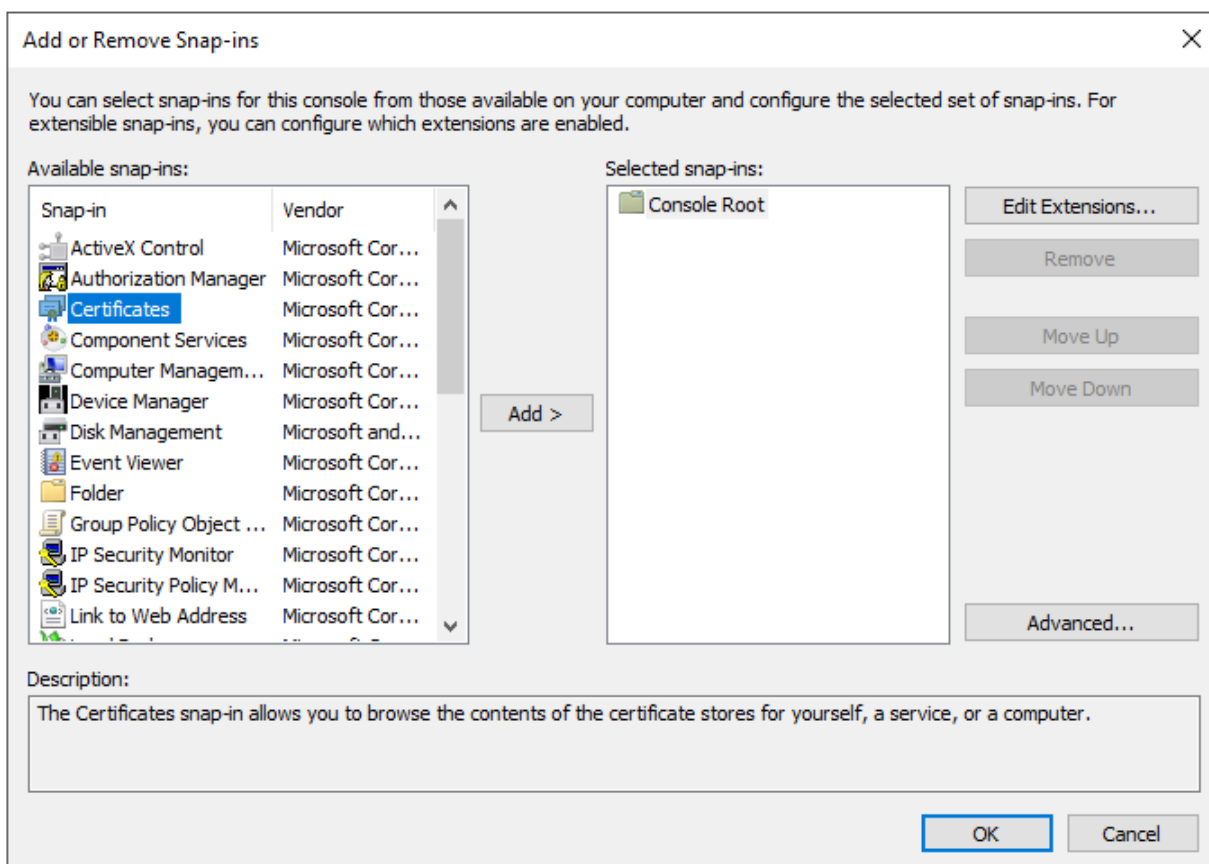 Add or Remove Snap-ins
You can select snap-ins for this console from those available on your computer and configure the selected set of snap-ins. For
extensible snap-ins, you can configure which extensions are enabled.
Available snap-ins:
Snap-in Vendor
ActiveX Control Microsoft Cor...
Authorization Manager Microsoft Cor...
Certificates Microsoft Cor...
Component Services Microsoft Cor...
Computer Managem... Microsoft Cor...
Device Manager Microsoft Cor...
Disk Management Microsoft and...
Event Viewer Microsoft Cor...
Folder Microsoft Cor...
Group Policy Object ... Microsoft Cor...
IP Security Monitor Microsoft Cor...
IP Security Policy M... Microsoft Cor...
Link to Web Address Microsoft Cor...
Add >
Selected snap-ins:
Console Root
Edit Extensions...
Remove
Move Up
Move Down
Advanced...
Description:
The Certificates snap-in allows you to browse the contents of the certificate stores for yourself, a service, or a computer.
OK
Cancel